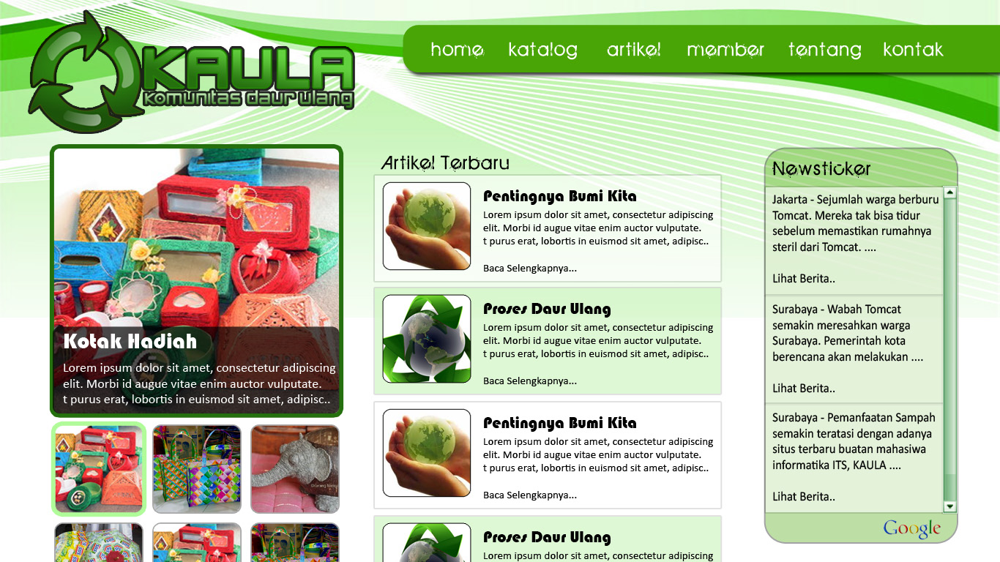 KAULA
komunitas daur ulang
home katalog artikel member tentang kontak
Kotak Hadiah
Lorem ipsum dolor sit amet, consectetur adipiscing
elit. Morbi id augue vitae enim auctor vulputate.
t purus erat, lobortis in euismod sit amet, adipisc..
Artikel Terbaru
Pentingnya Bumi Kita
Lorem ipsum dolor sit amet, consectetur adipiscing
elit. Morbi id augue vitae enim auctor vulputate.
t purus erat, lobortis in euismod sit amet, adipisc..
Baca Selengkapnya...
Proses Daur Ulang
Lorem ipsum dolor sit amet, consectetur adipiscing
elit. Morbi id augue vitae enim auctor vulputate.
t purus erat, lobortis in euismod sit amet, adipisc..
Baca Selengkapnya...
Pentingnya Bumi Kita
Lorem ipsum dolor sit amet, consectetur adipiscing
elit. Morbi id augue vitae enim auctor vulputate.
t purus erat, lobortis in euismod sit amet, adipisc..
Baca Selengkapnya...
Proses Daur Ulang
Lorem ipsum dolor sit amet, consectetur adipiscing
Newsticker
Jakarta - Sejumlah warga berburu
Tomcat. Mereka tak bisa tidur
sebelum memastikan rumahnya
steril dari Tomcat. ....
Lihat Berita..
Surabaya - Wabah Tomcat
semakin meresahkan warga
Surabaya. Pemerintah kota
berencana akan melakukan ....
Lihat Berita..
Surabaya - Pemanfaatan Sampah
semakin teratasi dengan adanya
situs terbaru buatan mahasiwa
informatika ITS, KAULA ....
Lihat Berita..
Google